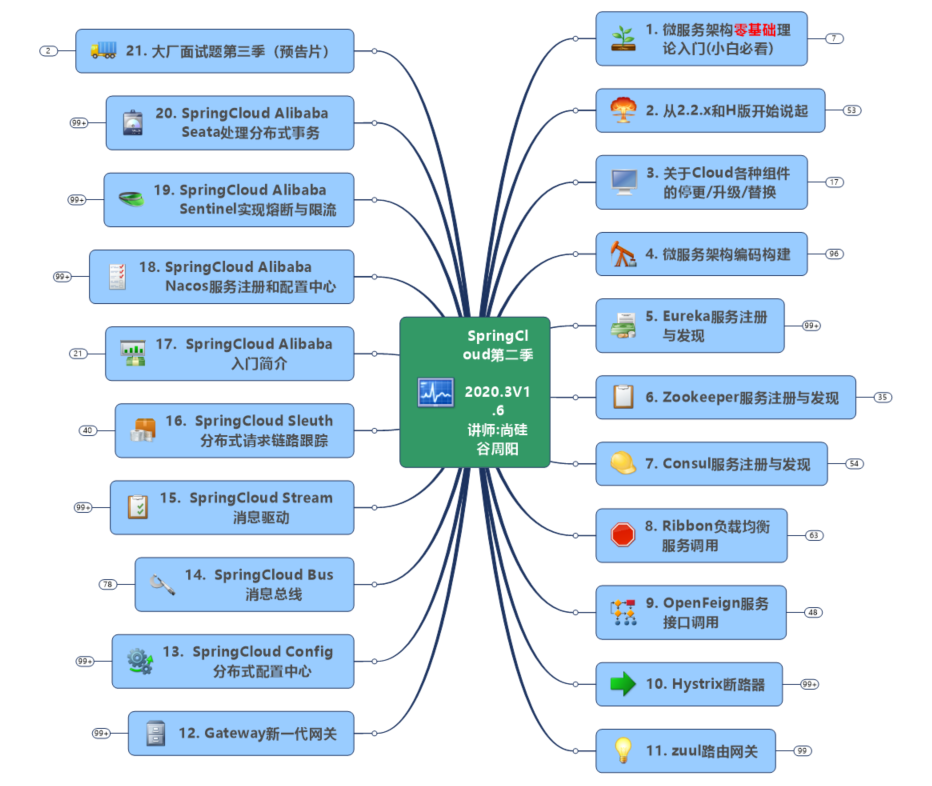 SpringCl
oud第二季
2020.3V1
.6
讲师:尚硅
谷周阳
1. 微服务架构零基础理
论入门(小白必看)
7
2. 从2.2.x和H版开始说起
53
3. 关于Cloud各种组件
的停更/升级/替换
17
4. 微服务架构编码构建
96
5. Eureka服务注册
与发现
99+
6. Zookeeper服务注册与发现
35
7. Consul服务注册与发现
54
8. Ribbon负载均衡
服务调用
63
9. OpenFeign服务
接口调用
48
10. Hystrix断路器
99+
11. zuul路由网关
99
12. Gateway新一代网关
99+
13. SpringCloud Config
分布式配置中心
99+
14. SpringCloud Bus
消息总线
78
15. SpringCloud Stream
消息驱动
99+
16. SpringCloud Sleuth
分布式请求链路跟踪
40
17. SpringCloud Alibaba
入门简介
21
18. SpringCloud Alibaba
Nacos服务注册和配置中心
99+
19. SpringCloud Alibaba
Sentinel实现熔断与限流
99+
20. SpringCloud Alibaba
Seata处理分布式事务
99+
21. 大厂面试题第三季（预告片）
2